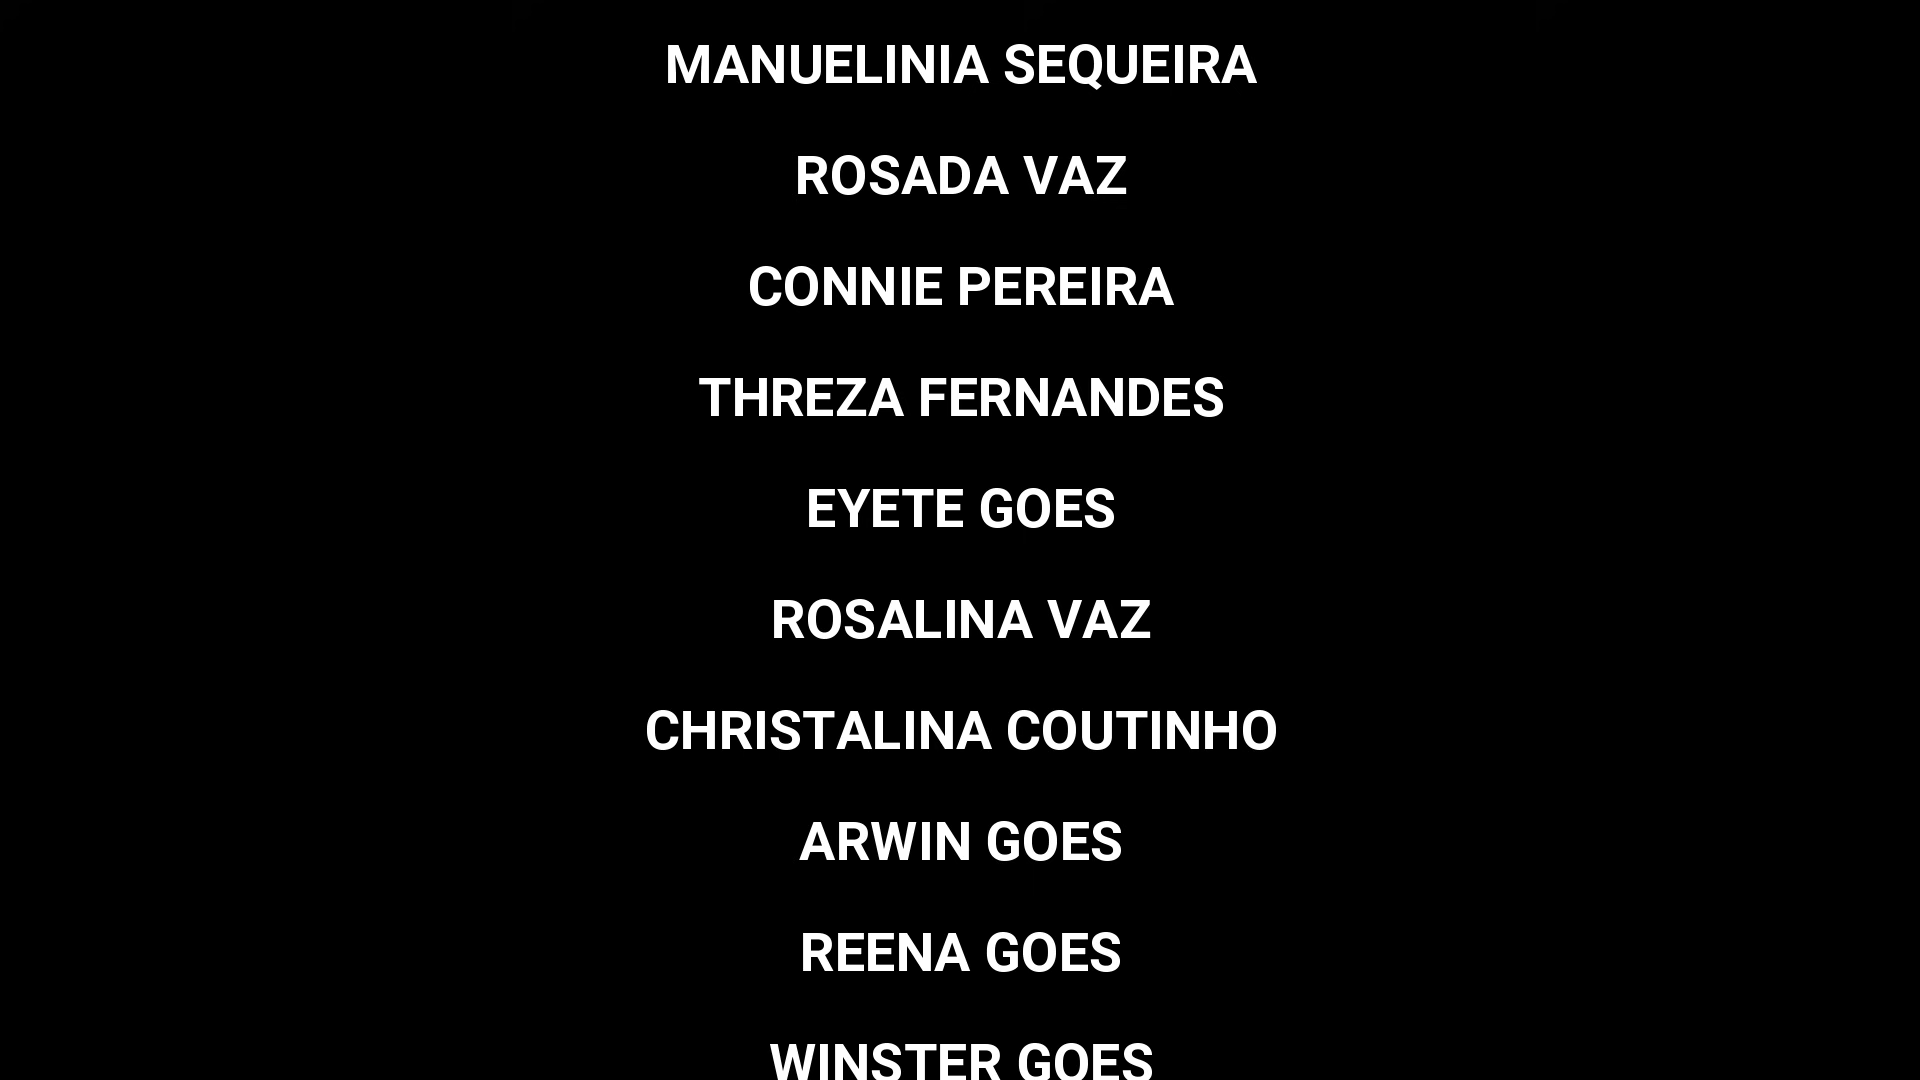 MANUELINIA SEQUEIRA
ROSADA VAZ
CONNIE PEREIRA
THREZA FERNANDES
EYETE GOES
ROSALINA VAZ
CHRISTALINA COUTINHO
ARWIN GOES
REENA GOES
WINSTER GOES